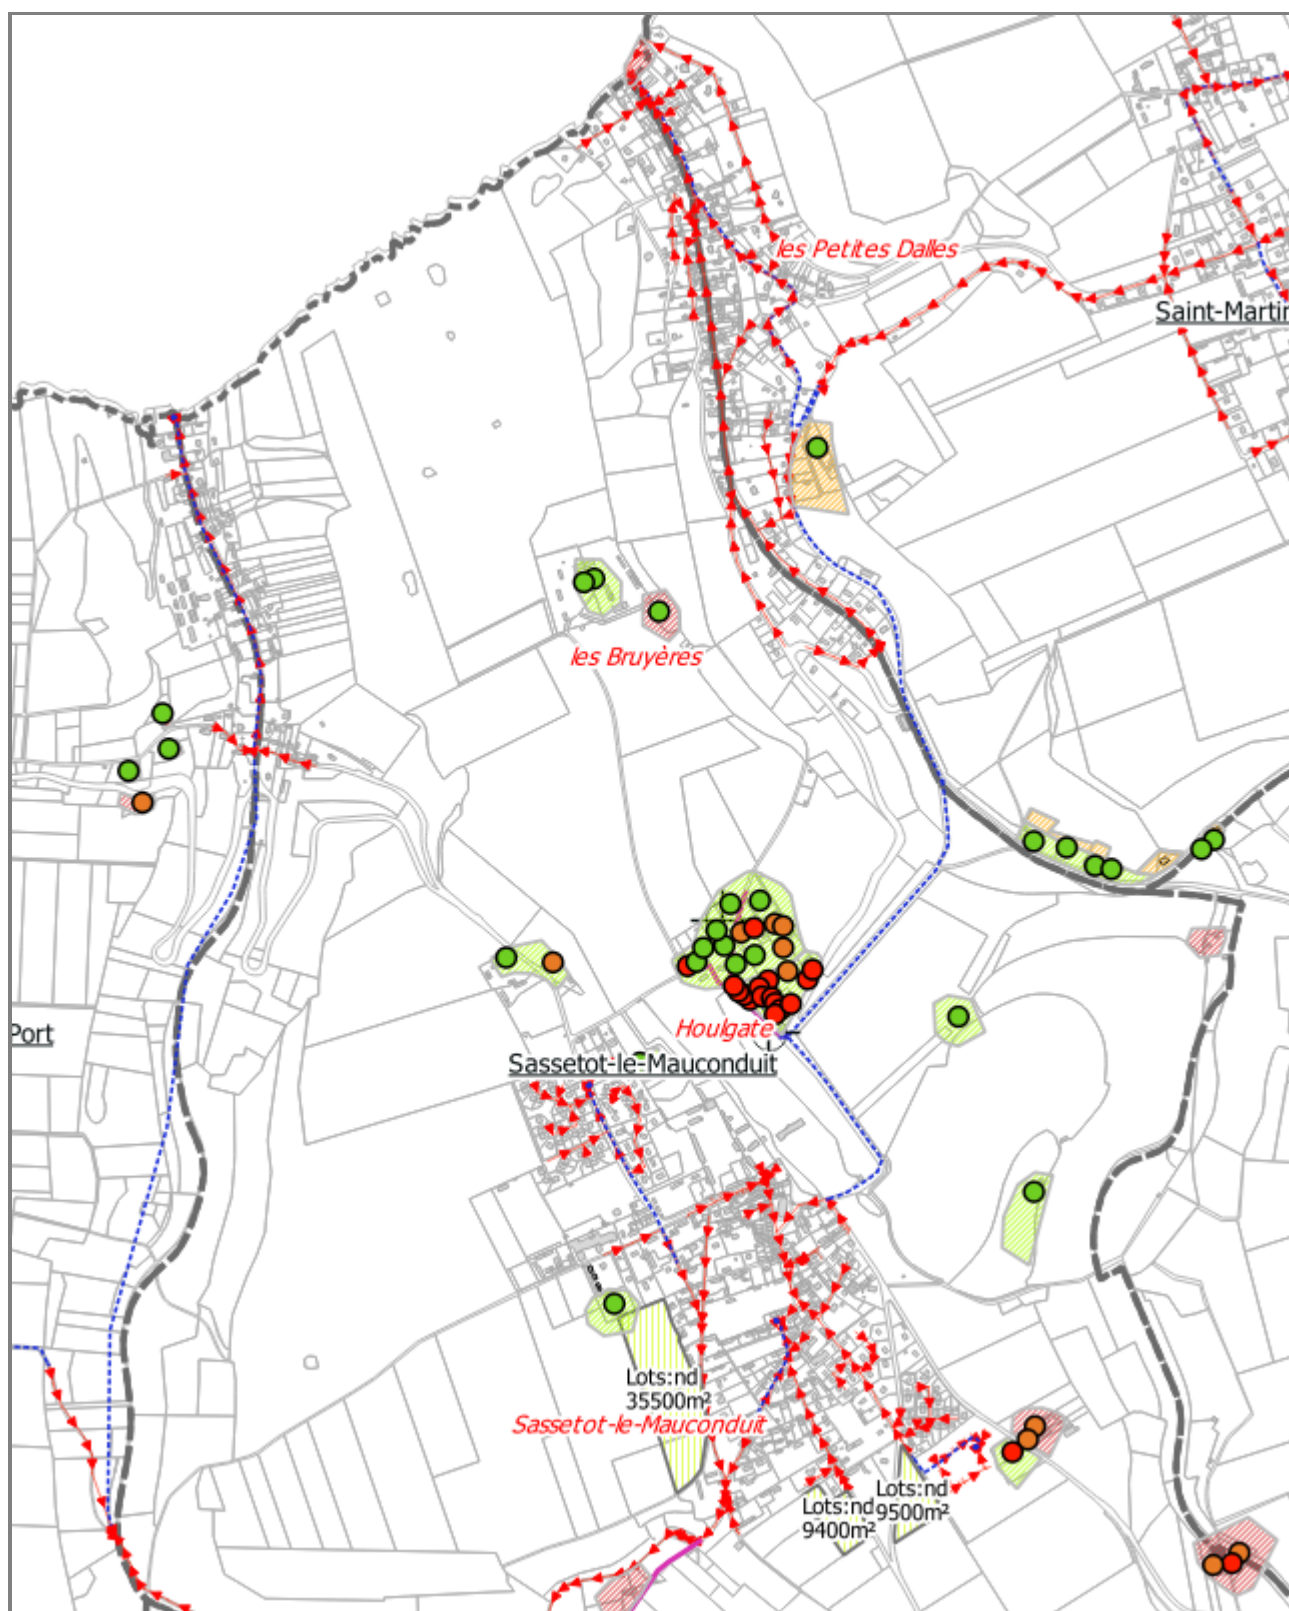 les Petites Dalles
Saint-Martin
les Bruyères
Port
Houlgate
Sassetot-le-Mauconduit
Lots:nd
35500m²
Sassetot-le-Mauconduit
Lots:nd
9500m²
Lots:nd
9400m²